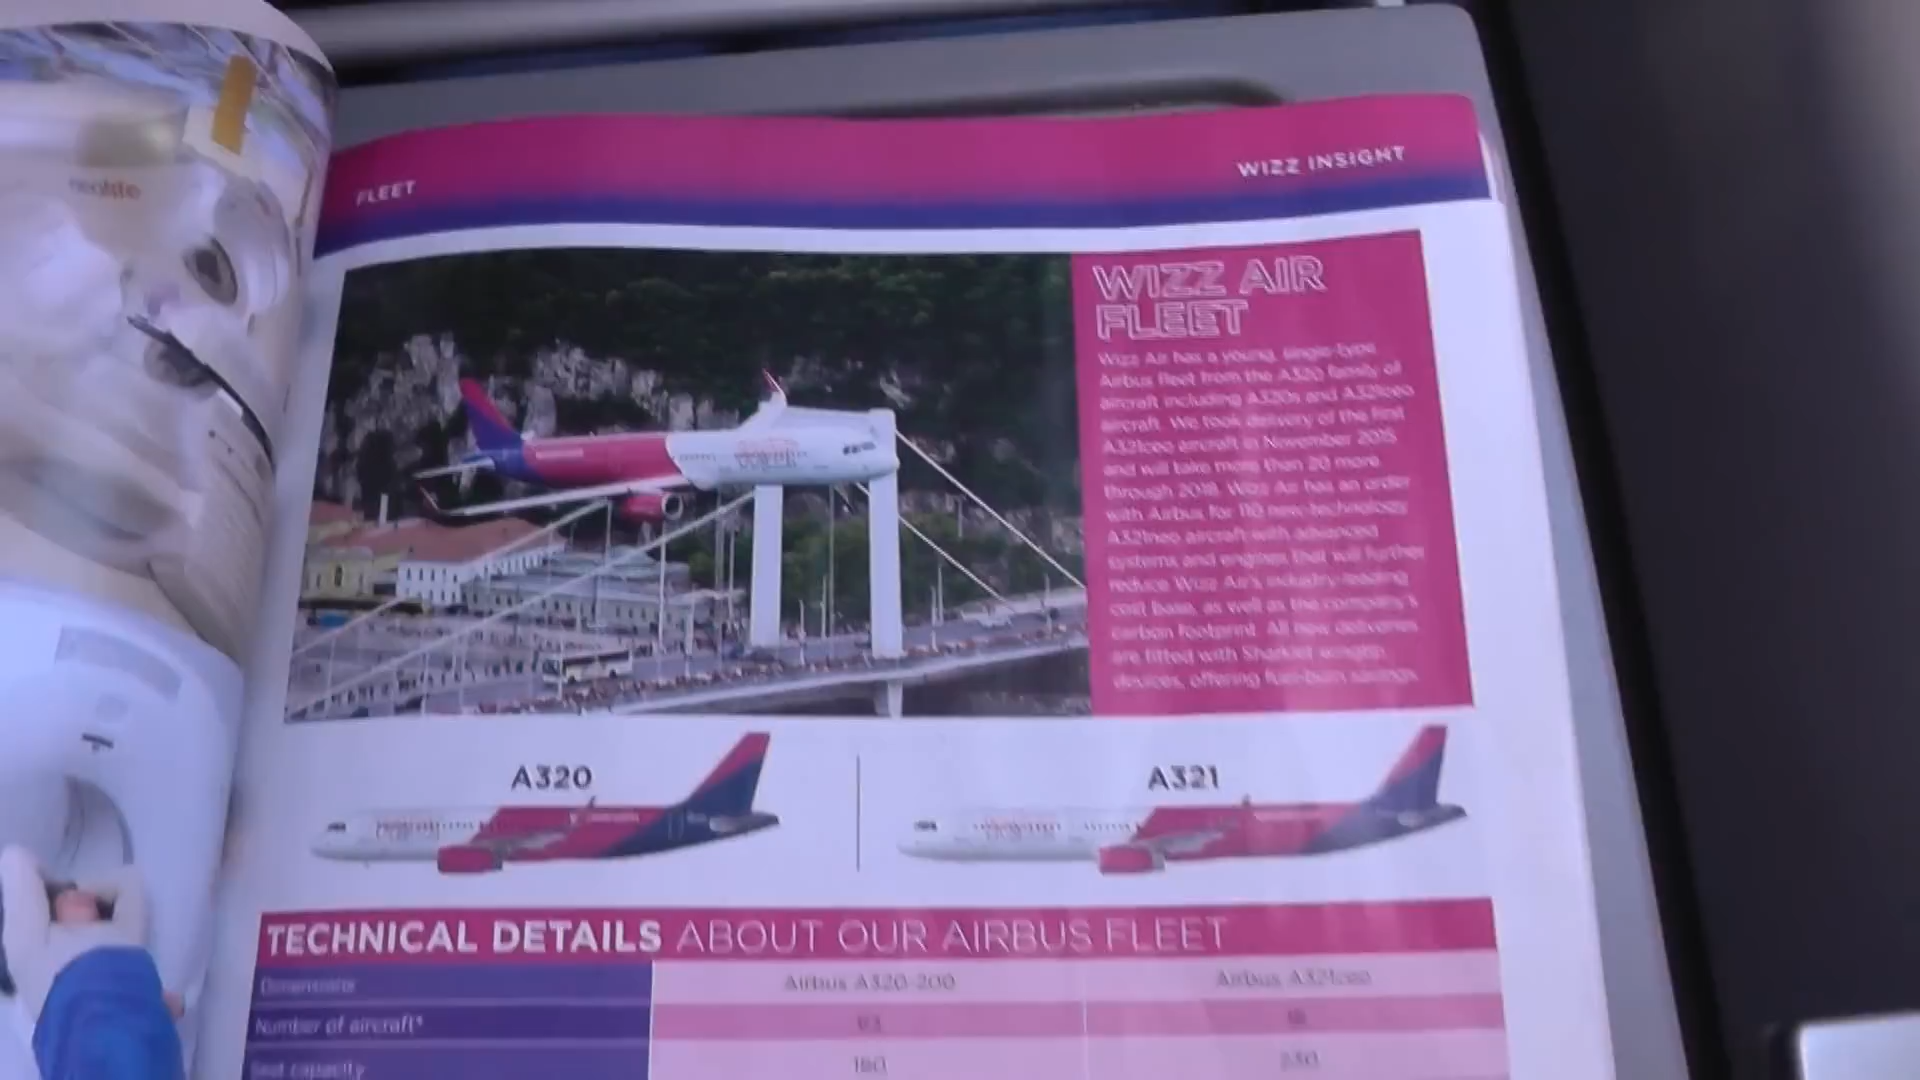 FLEET
WIZZ INSIGHT
WIZZ AIR
FLEET
Wizz Air has a young, single-type
Airbus fleet from the A320 family of
aircraft including A320s and A321ceo
aircraft. We took delivery of the first
A321ceo aircraft in November 2015
and will take more than 20 more
through 2018. Wizz Air has an order
with Airbus for 110 new-technology
A321neo aircraft with advanced
systems and engines that will further
reduce Wizz Air's industry-leading
cost base, as well as the company's
carbon footprint. All new deliveries
are fitted with Sharklet wingtip
devices, offering fuel-burn savings.
A320
A321
TECHNICAL DETAILS ABOUT OUR AIRBUS FLEET
Dimensions
Airbus A320-200
Airbus A321ceo
Number of aircraft*
63
Seat capacity
180
230